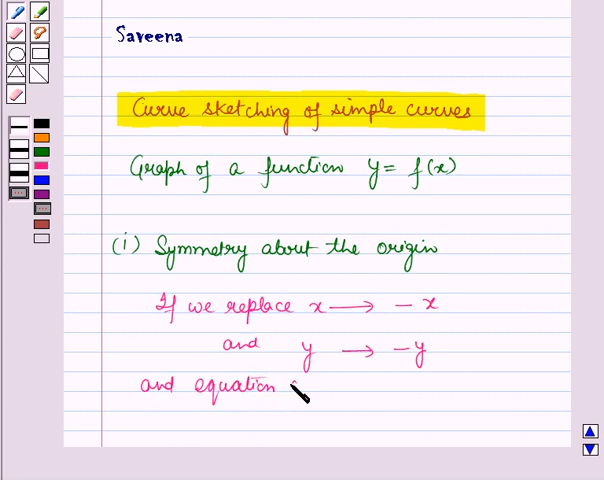 Saveena
Curve sketching of simple curves
Graph of a function y = f(x)
(i) Symmetry about the origin
If we replace x → - x
and y → -y
and equation